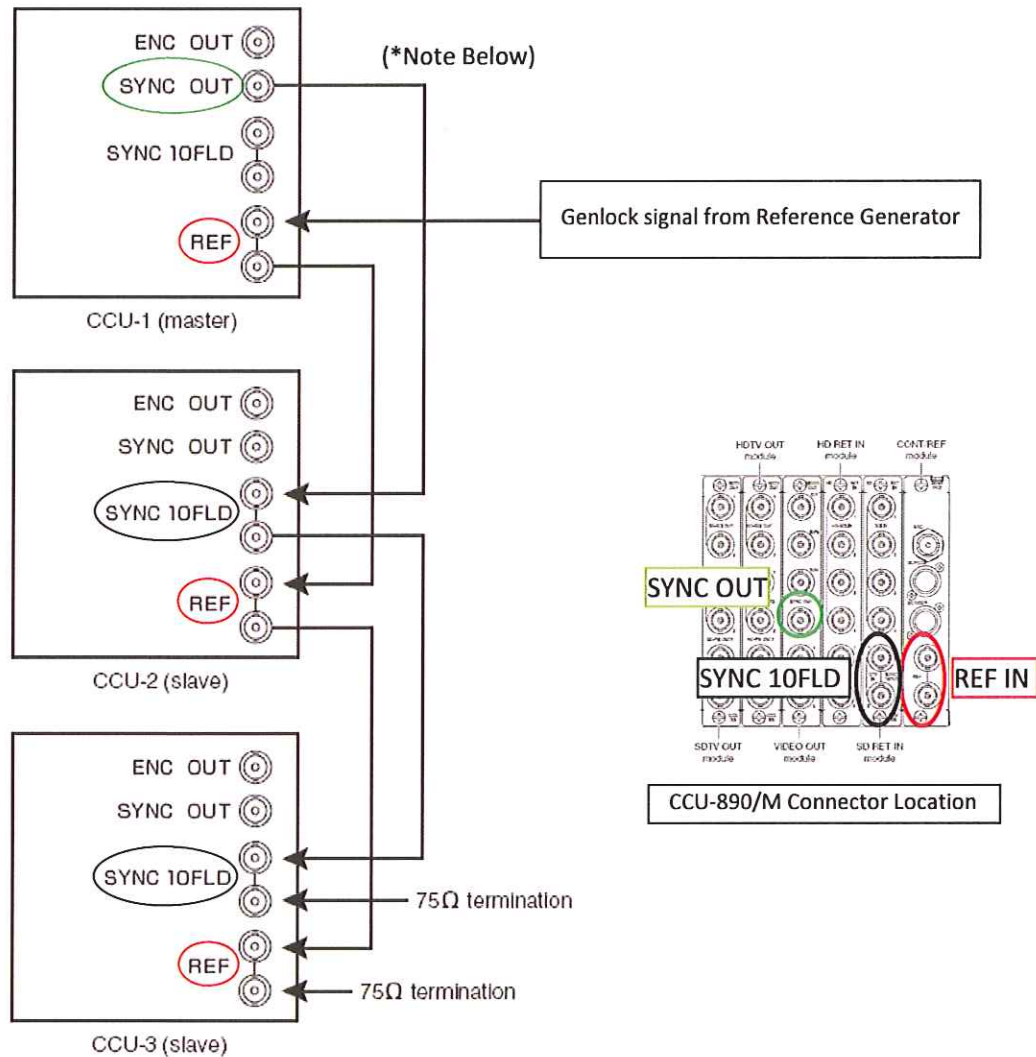 ENC OUT
SYNC OUT
SYNC 10FLD
REF
CCU-1 (master)
(*Note Below)
Genlock signal from Reference Generator
ENC OUT
SYNC OUT
SYNC 10FLD
REF
CCU-2 (slave)
ENC OUT
SYNC OUT
SYNC 10FLD
75Ω termination
REF
75Ω termination
CCU-3 (slave)
HDTV OUT
module
HD RET IN
module
CONT REF
module
SYNC OUT
SYNC 10FLD
REF IN
SDTV OUT
module
VIDEO OUT
module
SD RET IN
module
CCU-890/M Connector Location